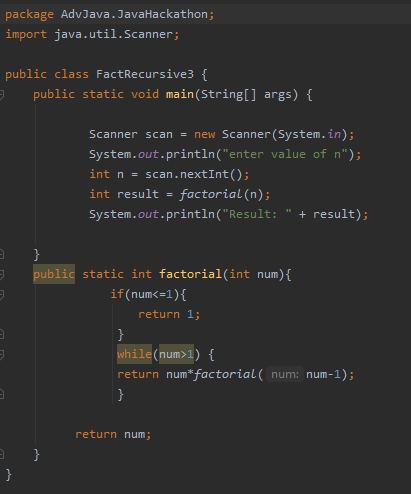 package AdvJava.JavaHackathon;
import java.util.Scanner;
public class FactRecursive3 {
public static void main(String[] args) {
Scanner scan = new Scanner(System.in);
System.out.println("enter value of n");
int n = scan.nextInt();
int result = factorial(n);
System.out.println("Result: " + result);
}
public static int factorial(int num){
if(num<=1){
return 1;
}
while(num>1) {
return num*factorial( num: num-1);
}
return num;
}
}